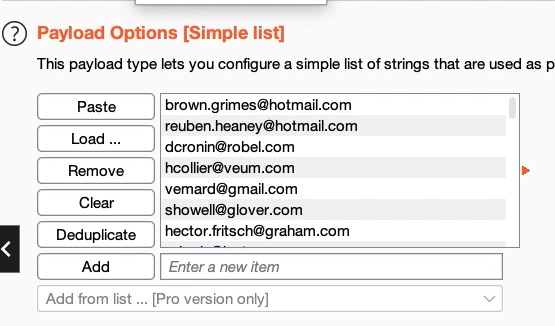 Payload Options [Simple list]
This payload type lets you configure a simple list of strings that are used as p
Paste
Load ...
Remove
Clear
Deduplicate
brown.grimes@hotmail.com
reuben.heaney@hotmail.com
dcronin@robel.com
hcollier@veum.com
vemard@gmail.com
showell@glover.com
hector.fritsch@graham.com
Add
Enter a new item
Add from list ... [Pro version only]